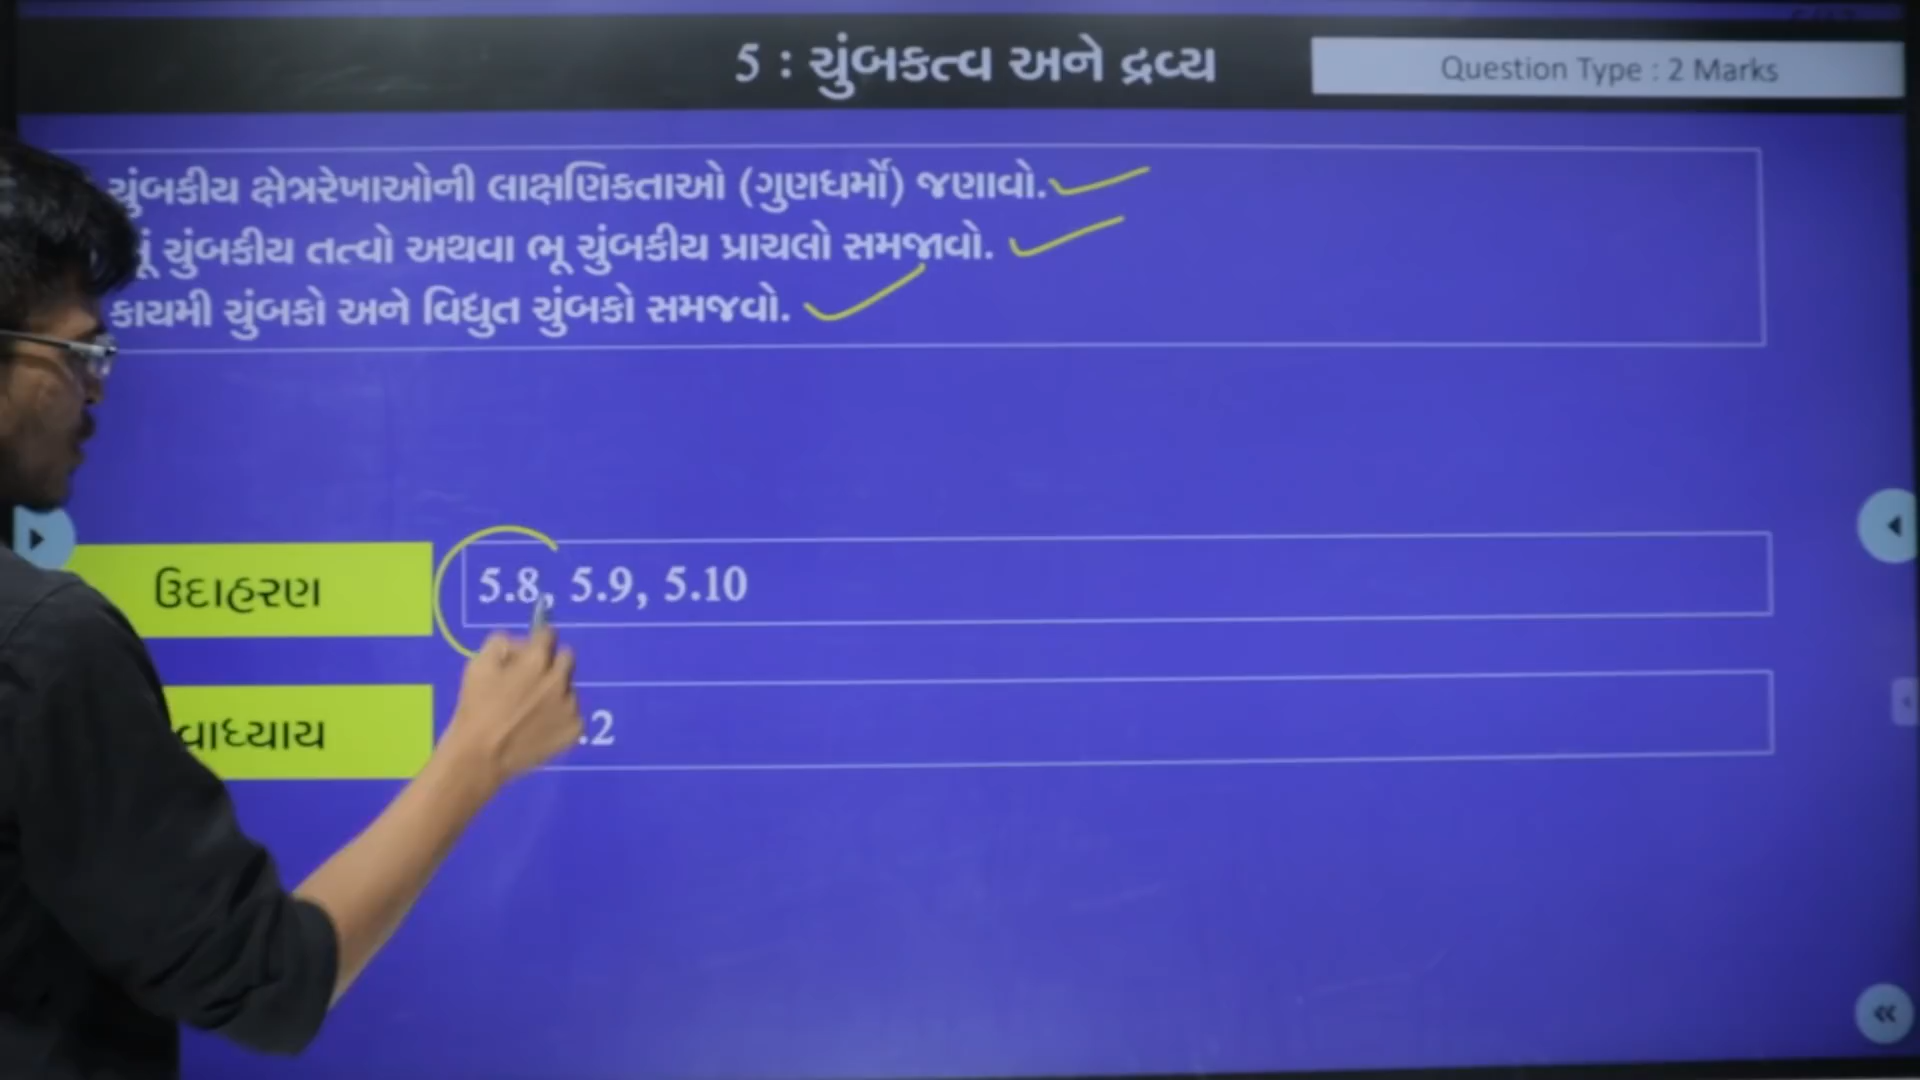 5 : ચુંબકત્વ અને દ્રવ્ય
Question Type : 2 Marks
ચુંબકીય ક્ષેત્રરેખાઓની લાક્ષણિકતાઓ (ગુણધર્મો) જણાવો.
ચુંબકીય તત્વો અથવા ભૂ ચુંબકીય પ્રાચલો સમજાવો.
કાયમી ચુંબકો અને વિદ્યુત ચુંબકો સમજવો.
ઉદાહરણ
5.8, 5.9, 5.10
વાધ્યાય
.2